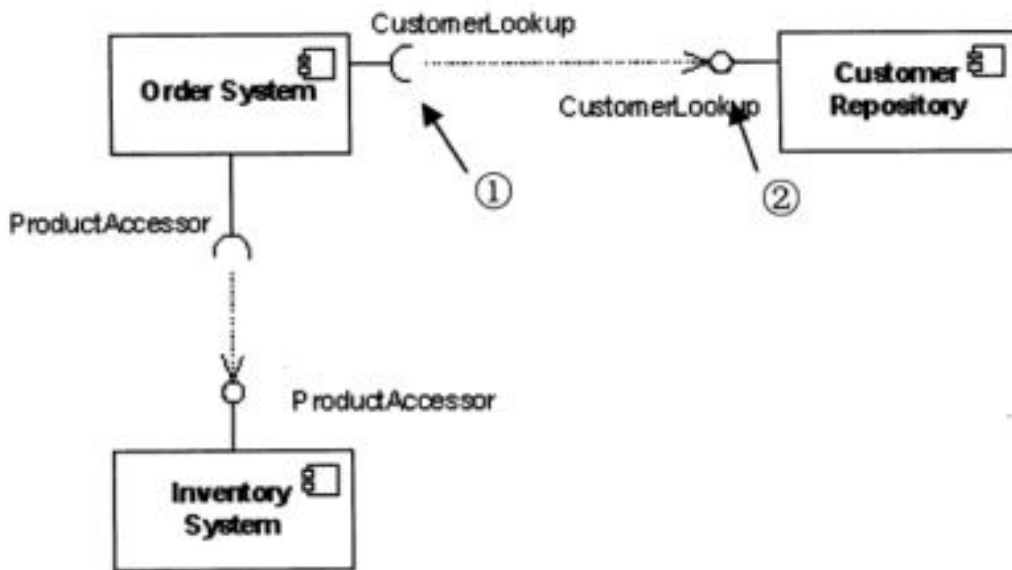 CustomerLookup
Order System
Customer
Repository
CustomerLookup
①
②
ProductAccessor
ProductAccessor
Inventory
System